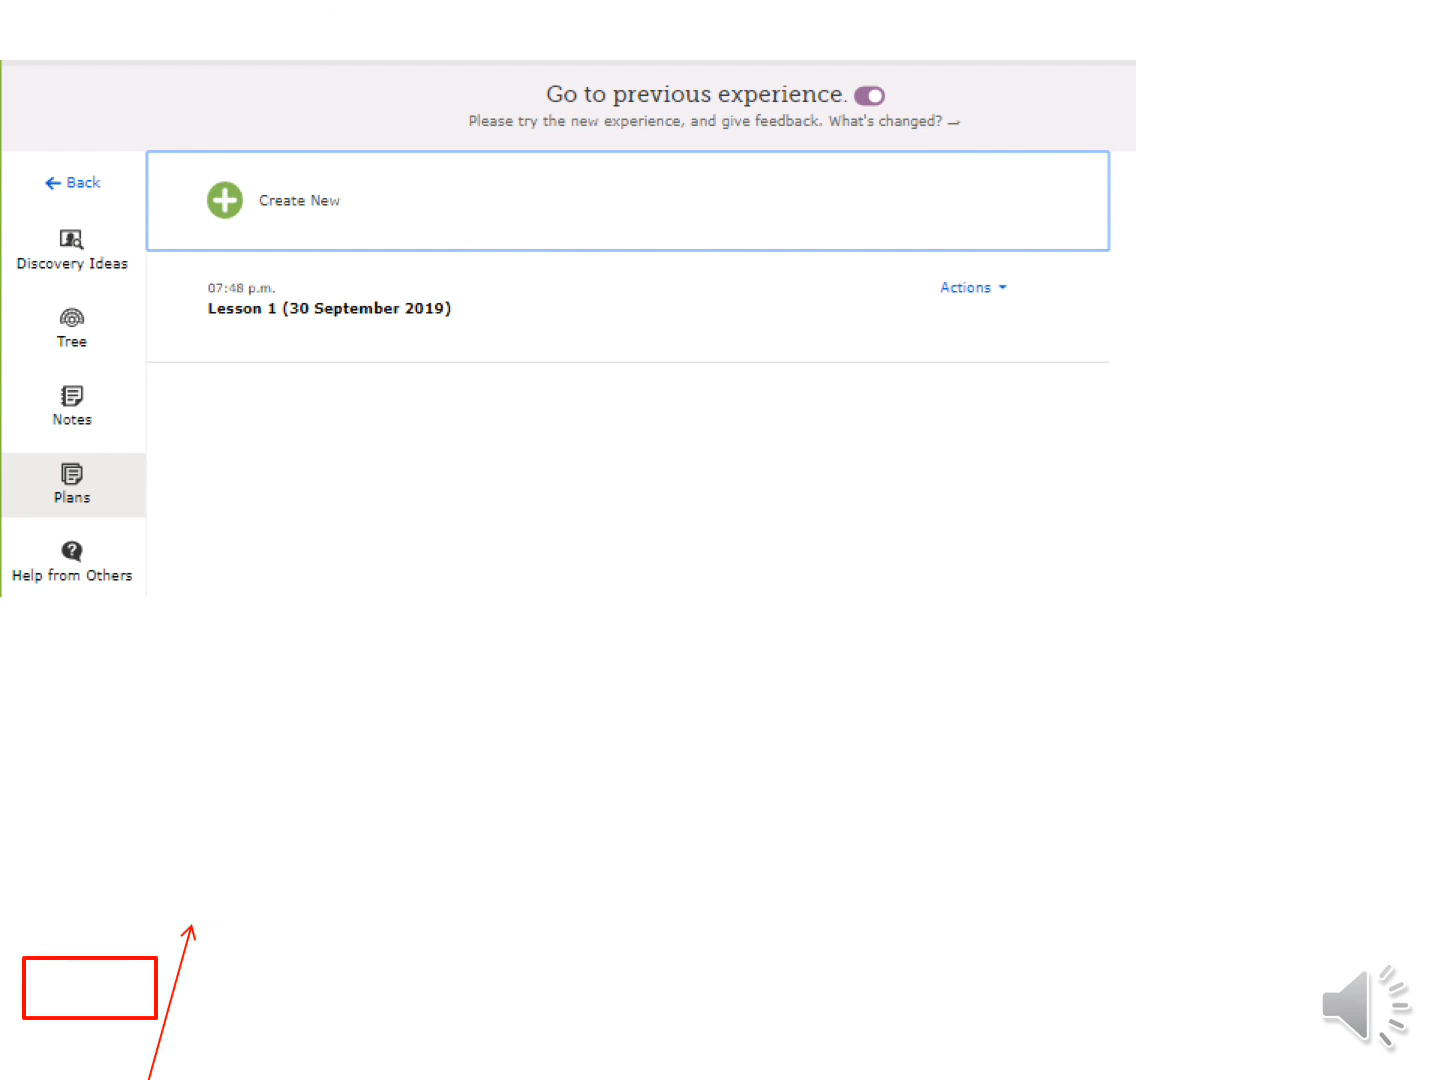 Go to previous experience.
Please try the new experience, and give feedback. What's changed?
Back
Discovery Ideas
Tree
Notes
Plans
Help from Others
Create New
07:48 p.m.
Actions
Lesson 1 (30 September 2019)